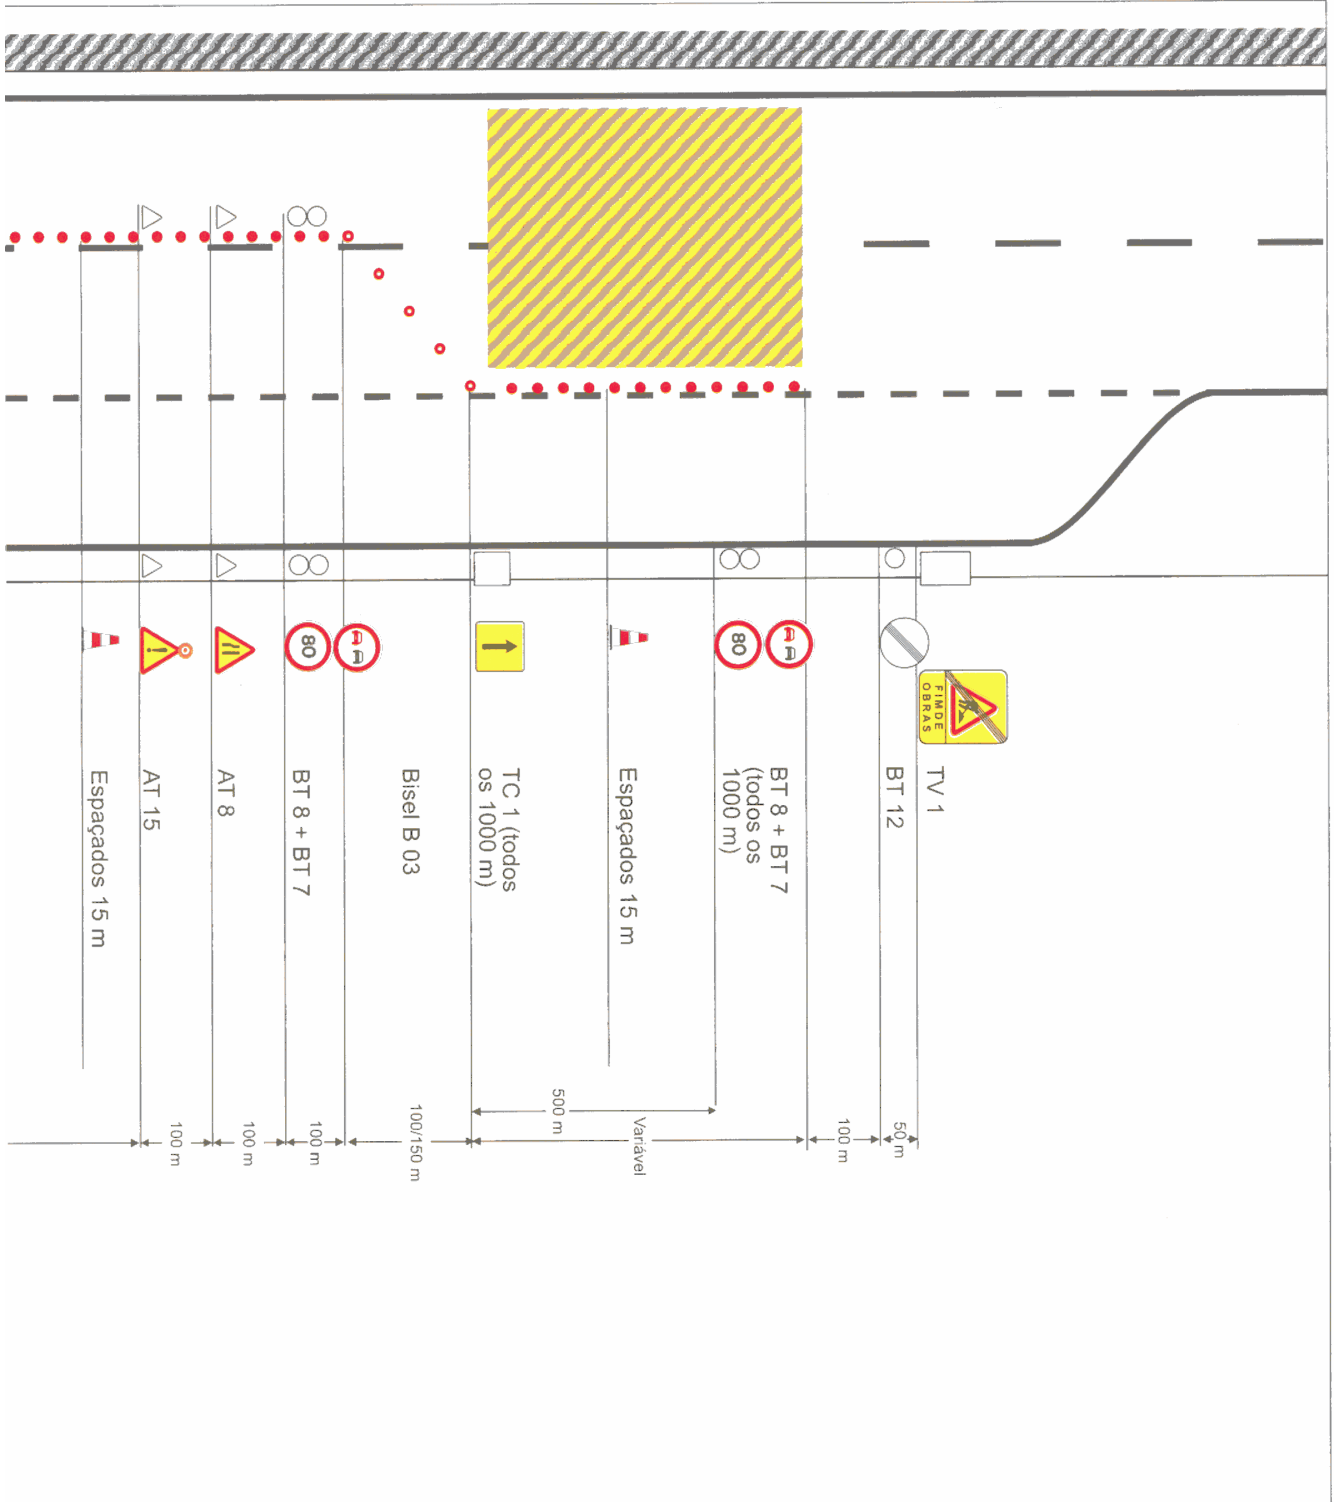 TV 1
FIM DE
OBRAS
BT 12
50 m
100 m
BT 8 + BT 7
(todos os
1000 m)
80
Variável
Espaçados 15 m
500 m
TC 1 (todos
os 1000 m)
Bisel B 03
100/150 m
BT 8 + BT 7
80
100 m
AT 8
100 m
AT 15
100 m
Espaçados 15 m